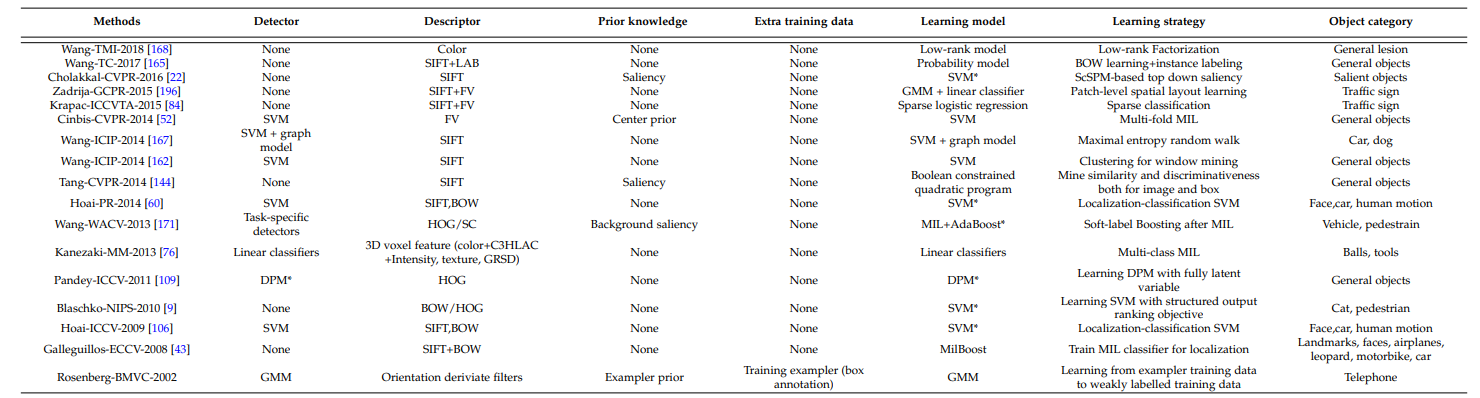 Methods Detector Descriptor Prior knowledge Extra training data Learning model Learning strategy Object category
Wang-TMI-2018 [168] None Color None None Low-rank model Low-rank Factorization General lesion
Wang-TC-2017 [165] None SIFT+LAB None None Probability model BOW learning+instance labeling General objects
Cholakkal-CVPR-2016 [22] None SIFT Saliency None SVM* ScSPM-based top down saliency Salient objects
Zadrija-GCPR-2015 [196] None SIFT+FV None None GMM + linear classifier Patch-level spatial layout learning Traffic sign
Krapac-ICCVTA-2015 [84] None SIFT+FV None None Sparse logistic regression Sparse classification Traffic sign
Cinbis-CVPR-2014 [52] SVM FV Center prior None SVM Multi-fold MIL General objects
Wang-ICIP-2014 [167] SVM + graph
model SIFT None None SVM + graph model Maximal entropy random walk Car, dog
Wang-ICIP-2014 [162] SVM SIFT None None SVM Clustering for window mining General objects
Tang-CVPR-2014 [144] None SIFT Saliency None Boolean constrained
quadratic program Mine similarity and discriminativeness
both for image and box General objects
Hoai-PR-2014 [60] SVM SIFT,BOW None None SVM* Localization-classification SVM Face,car, human motion
Wang-WACV-2013 [171] Task-specific
detectors HOG/SC Background saliency None MIL+AdaBoost* Soft-label Boosting after MIL Vehicle, pedestrain
Kanezaki-MM-2013 [76] Linear classifiers 3D voxel feature (color+C3HLAC
+Intensity, texture, GRSD) None None Linear classifiers Multi-class MIL Balls, tools
Pandey-ICCV-2011 [109] DPM* HOG None None DPM* Learning DPM with fully latent
variable General objects
Blaschko-NIPS-2010 [9] None BOW/HOG None None SVM* Learning SVM with structured output
ranking objective Cat, pedestrian
Hoai-ICCV-2009 [106] SVM SIFT,BOW None None SVM* Localization-classification SVM Face,car, human motion
Galleguillos-ECCV-2008 [43] None SIFT+BOW None None MilBoost Train MIL classifier for localization Landmarks, faces, airplanes,
leopard, motorbike, car
Rosenberg-BMVC-2002 GMM Orientation deriviate filters Exampler prior Training exampler (box
annotation) GMM Learning from exampler training data
to weakly labelled training data Telephone